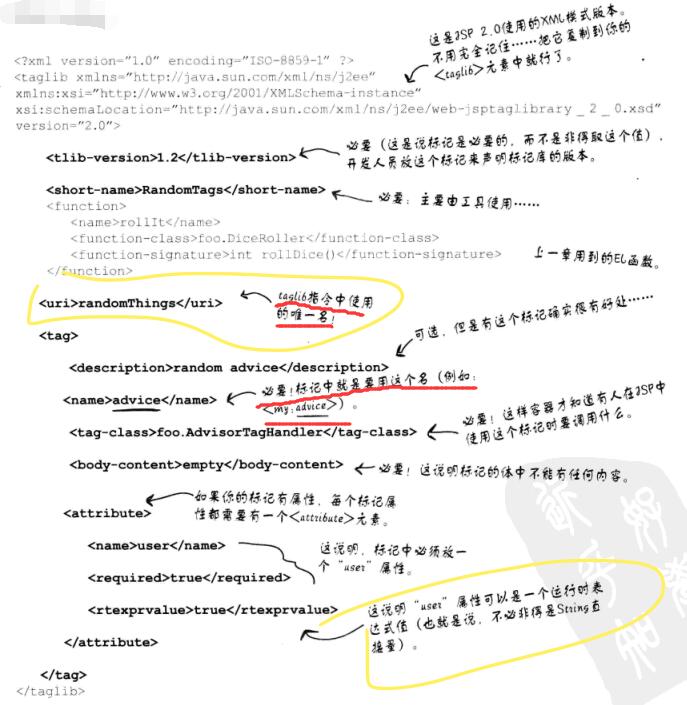 这是JSP 2.0使用的XML模式版本。
不用完全记住……把它复制到你的
<taglib>元素中就行了。
<?xml version="1.0" encoding="ISO-8859-1" ?>
<taglib xmlns="http://java.sun.com/xml/ns/j2ee"
xmlns:xsi="http://www.w3.org/2001/XMLSchema-instance"
xsi:schemaLocation="http://java.sun.com/xml/ns/j2ee/web-jsptaglibrary_2_0.xsd"
version="2.0">
<tlib-version>1.2</tlib-version>
必要(这是说标记是必要的,而不是非得取这个值),
开发人员放这个标记来声明标记库的版本。
<short-name>RandomTags</short-name>
必要;主要由工具使用……
<function>
<name>rollIt</name>
<function-class>foo.DiceRoller</function-class>
<function-signature>int rollDice()</function-signature>
上一章用到的EL函数。
</function>
<uri>randomThings</uri>
taglib指令中使用
的唯一名!
<tag>
可选,但是有这个标记确实很有好处……
<description>random advice</description>
<name>advice</name>
必要!标记中就是要用这个名(例如:
<my:advice>)。
<tag-class>foo.AdvisorTagHandler</tag-class>
必要!这样容器才知道有人在JSP中
使用这个标记时要调用什么。
<body-content>empty</body-content>
必要!这说明标记的体中不能有任何内容。
<attribute>
如果你的标记有属性,每个标记属
性都需要有一个<attribute>元素。
<name>user</name>
这说明,标记中必须放一
个“user”属性。
<required>true</required>
<rtexprvalue>true</rtexprvalue>
这说明“user”属性可以是一个运行时表
达式值(也就是说,不必非得是String直
接量)。
</attribute>
</tag>
</taglib>